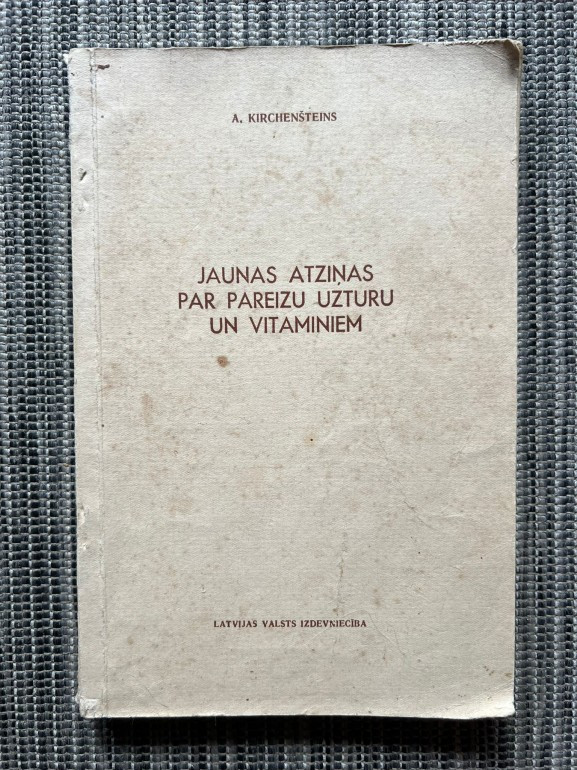 A. KIRCHENŠTEINS
JAUNAS ATZIŅAS
PAR PAREIZU UZTURU
UN VITAMINIEM
LATVIJAS VALSTS IZDEVNIECĪBA